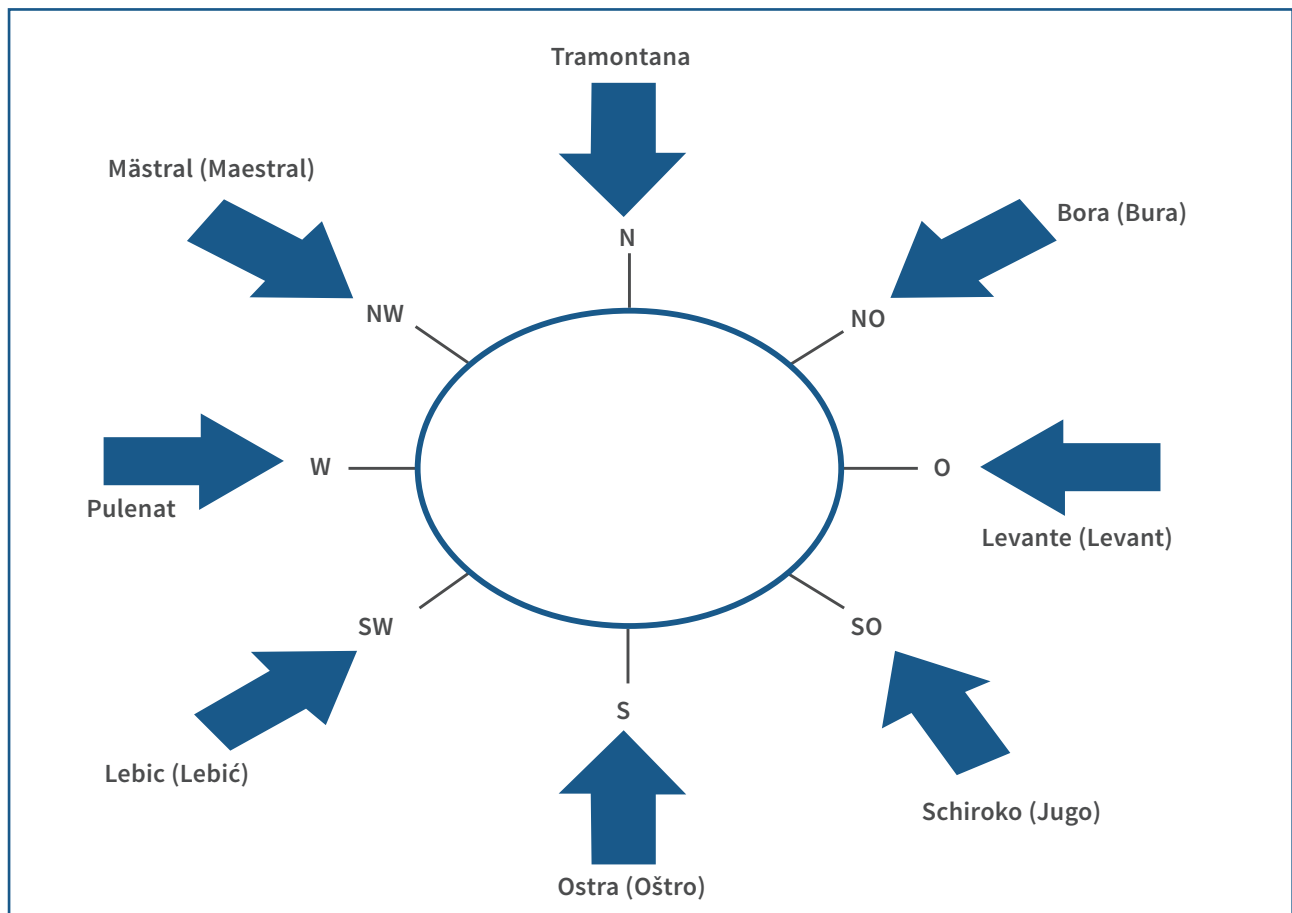 Tramontana
Mästral (Maestral)
Bora (Bura)
N
NW
NO
W
O
Pulenat
Levante (Levant)
SW
SO
S
Lebic (Lebić)
Schiroko (Jugo)
Ostra (Oštro)